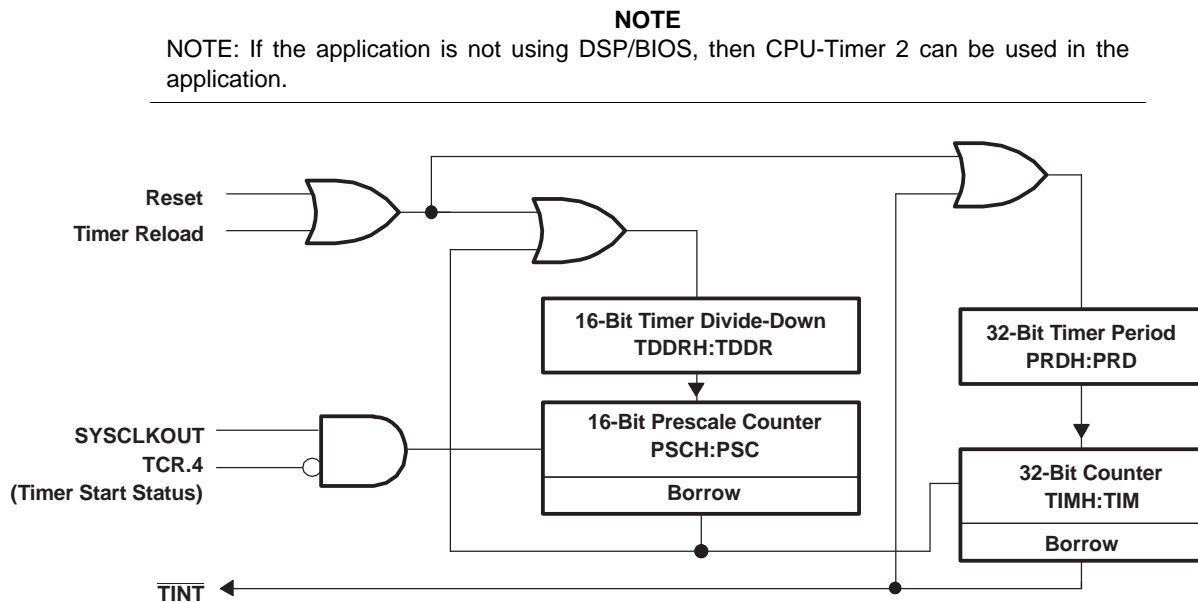 NOTE
NOTE: If the application is not using DSP/BIOS, then CPU-Timer 2 can be used in the
application.
Reset
Timer Reload
16-Bit Timer Divide-Down
TDDRH:TDDR
32-Bit Timer Period
PRDH:PRD
SYSCLKOUT
TCR.4
(Timer Start Status)
16-Bit Prescale Counter
PSCH:PSC
Borrow
32-Bit Counter
TIMH:TIM
Borrow
TINT